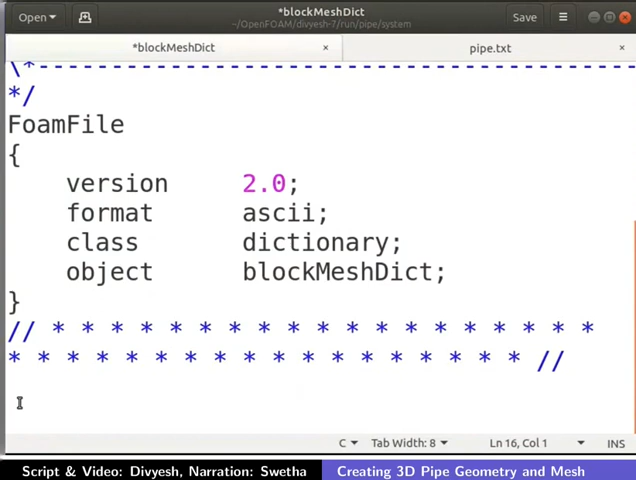 Open
*blockMeshDict
~/OpenFOAM/divyesh-7/run/pipe/system
Save
*blockMeshDict
pipe.txt
\*---------------------------------------
*/
FoamFile
{
version 2.0;
format ascii;
class dictionary;
object blockMeshDict;
}
// * * * * * * * * * * * * * * * * * * *
* * * * * * * * * * * * * * * * * * //
C Tab Width: 8 Ln 16, Col 1 INS
Script & Video: Divyesh, Narration: Swetha Creating 3D Pipe Geometry and Mesh